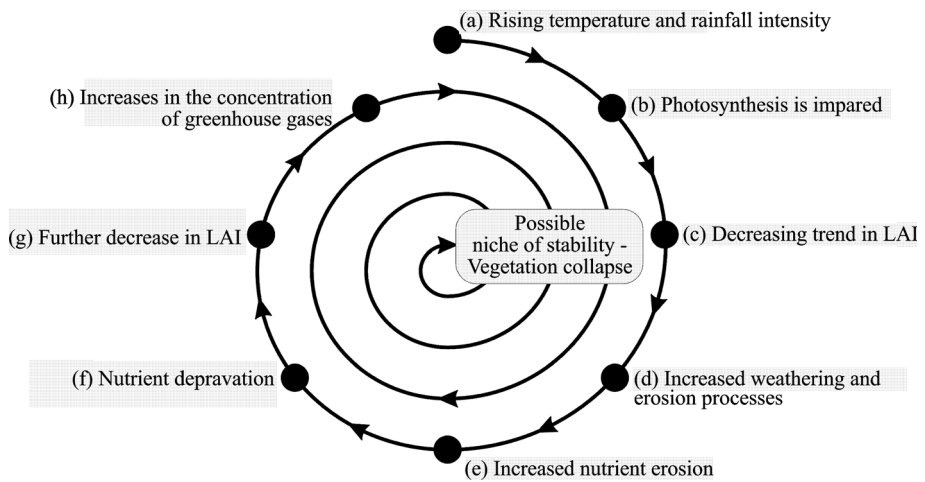 (a) Rising temperature and rainfall intensity
(b) Photosynthesis is impared
(c) Decreasing trend in LAI
(d) Increased weathering and
erosion processes
(e) Increased nutrient erosion
(f) Nutrient depravation
(g) Further decrease in LAI
(h) Increases in the concentration
of greenhouse gases
Possible
niche of stability -
Vegetation collapse